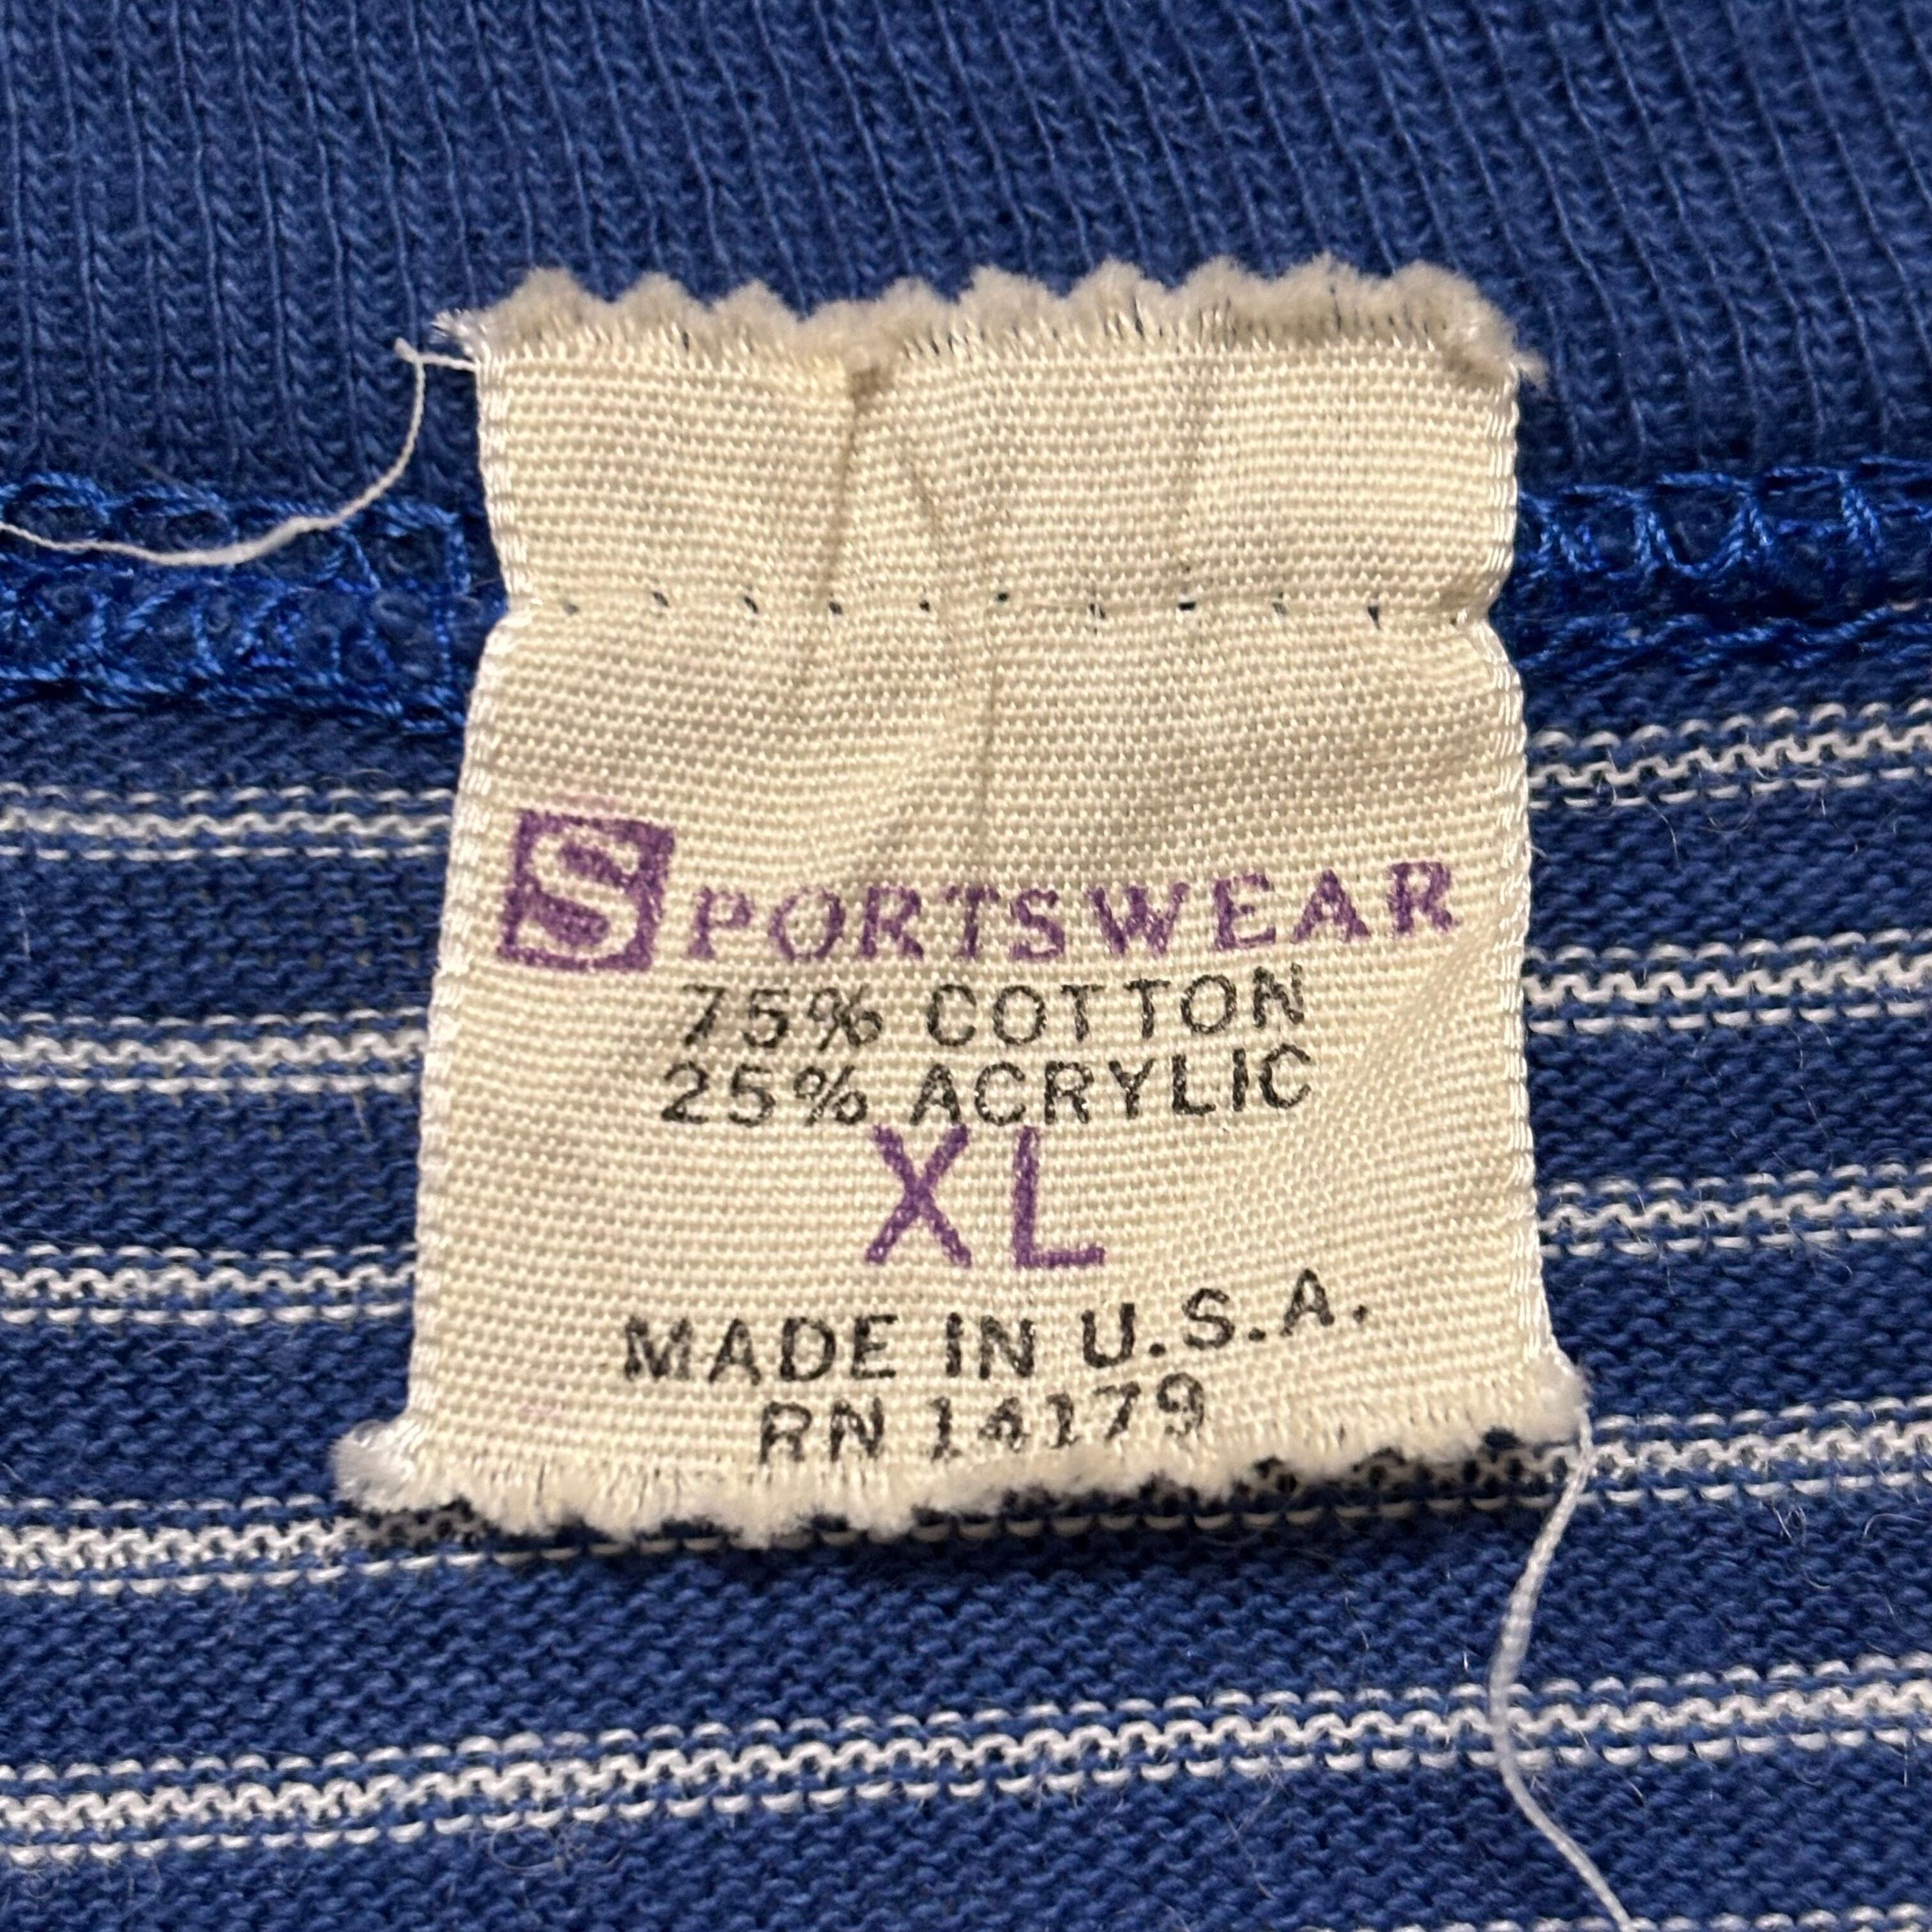 SPORTSWEAR
75% COTTON
25% ACRYLIC
XL
MADE IN U.S.A.
RN 14179